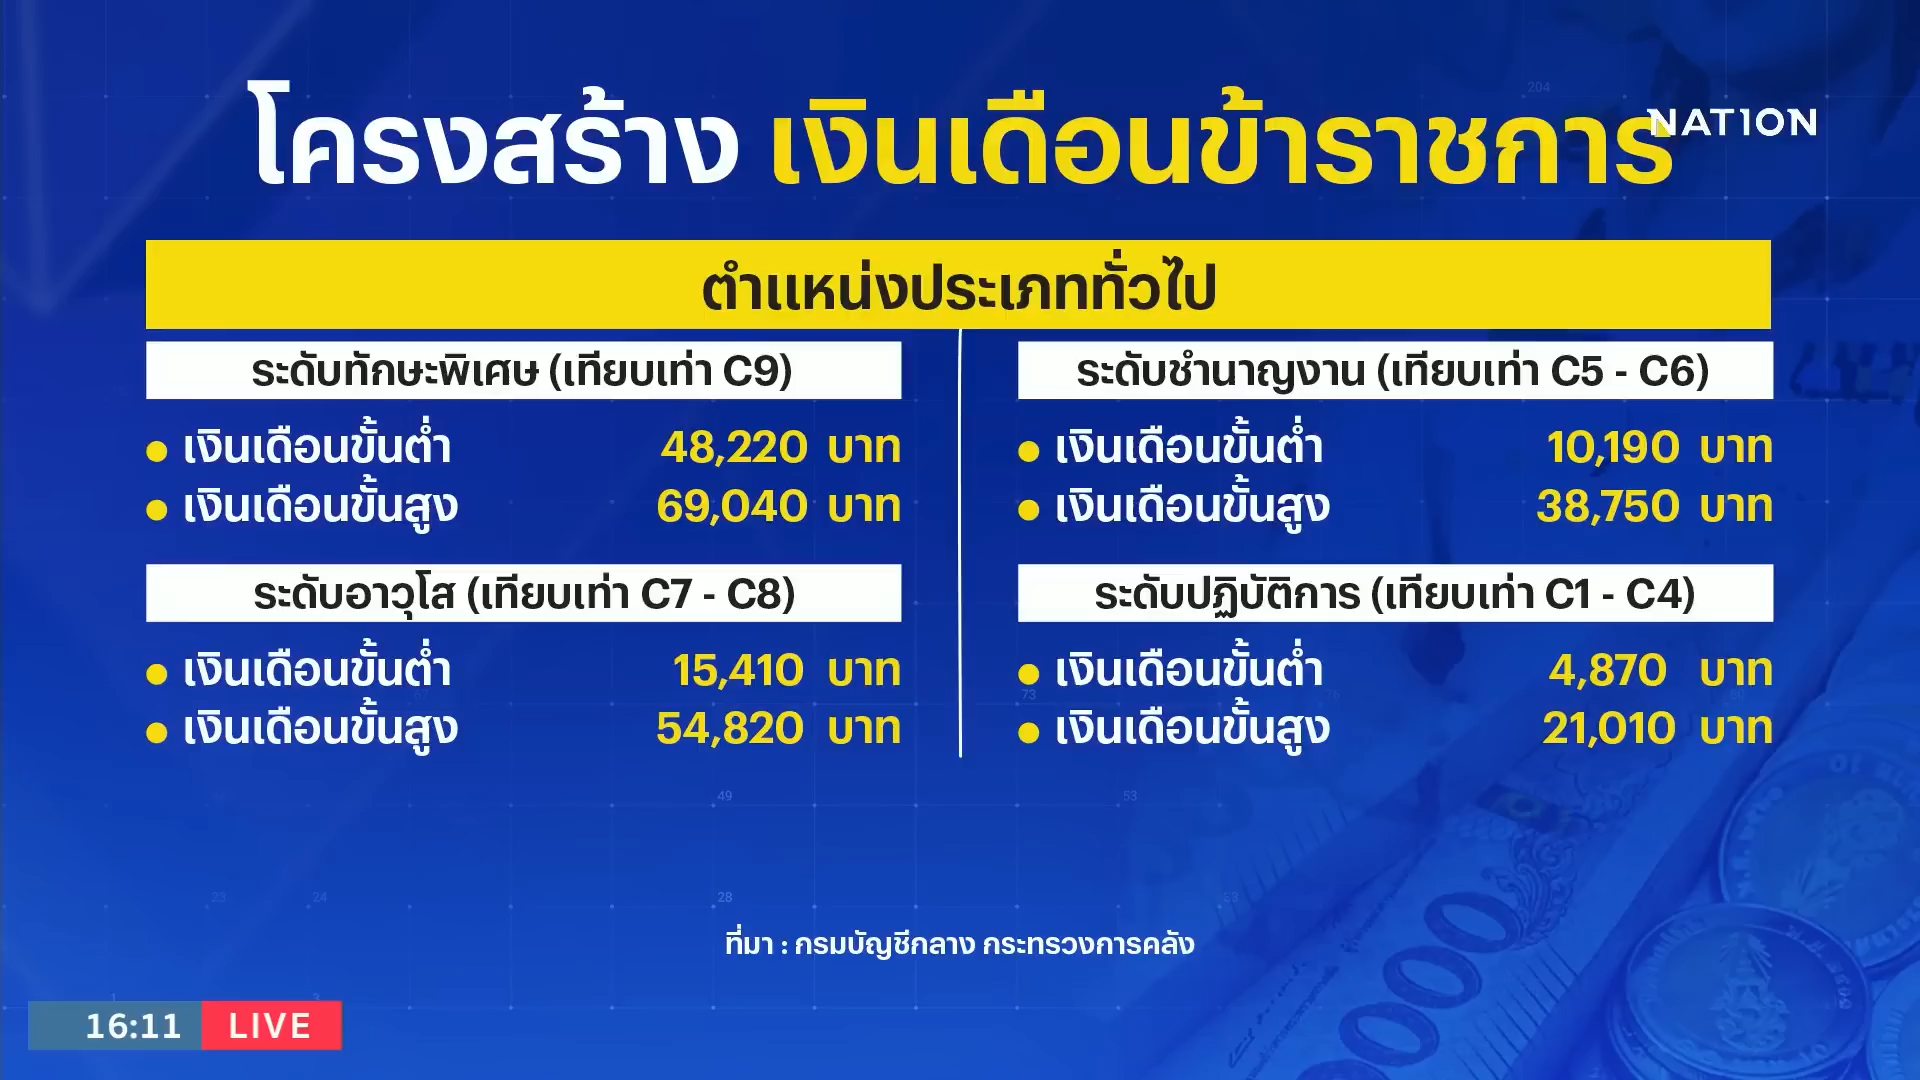 โครงสร้าง เงินเดือนข้าราชการ
NATION
ตำแหน่งประเภททั่วไป
ระดับทักษะพิเศษ (เทียบเท่า C9)
เงินเดือนขั้นต่ำ 48,220 บาท
เงินเดือนขั้นสูง 69,040 บาท
ระดับอาวุโส (เทียบเท่า C7 - C8)
เงินเดือนขั้นต่ำ 15,410 บาท
เงินเดือนขั้นสูง 54,820 บาท
ระดับชำนาญงาน (เทียบเท่า C5 - C6)
เงินเดือนขั้นต่ำ 10,190 บาท
เงินเดือนขั้นสูง 38,750 บาท
ระดับปฏิบัติการ (เทียบเท่า C1 - C4)
เงินเดือนขั้นต่ำ 4,870 บาท
เงินเดือนขั้นสูง 21,010 บาท
ที่มา : กรมบัญชีกลาง กระทรวงการคลัง
16:11 LIVE